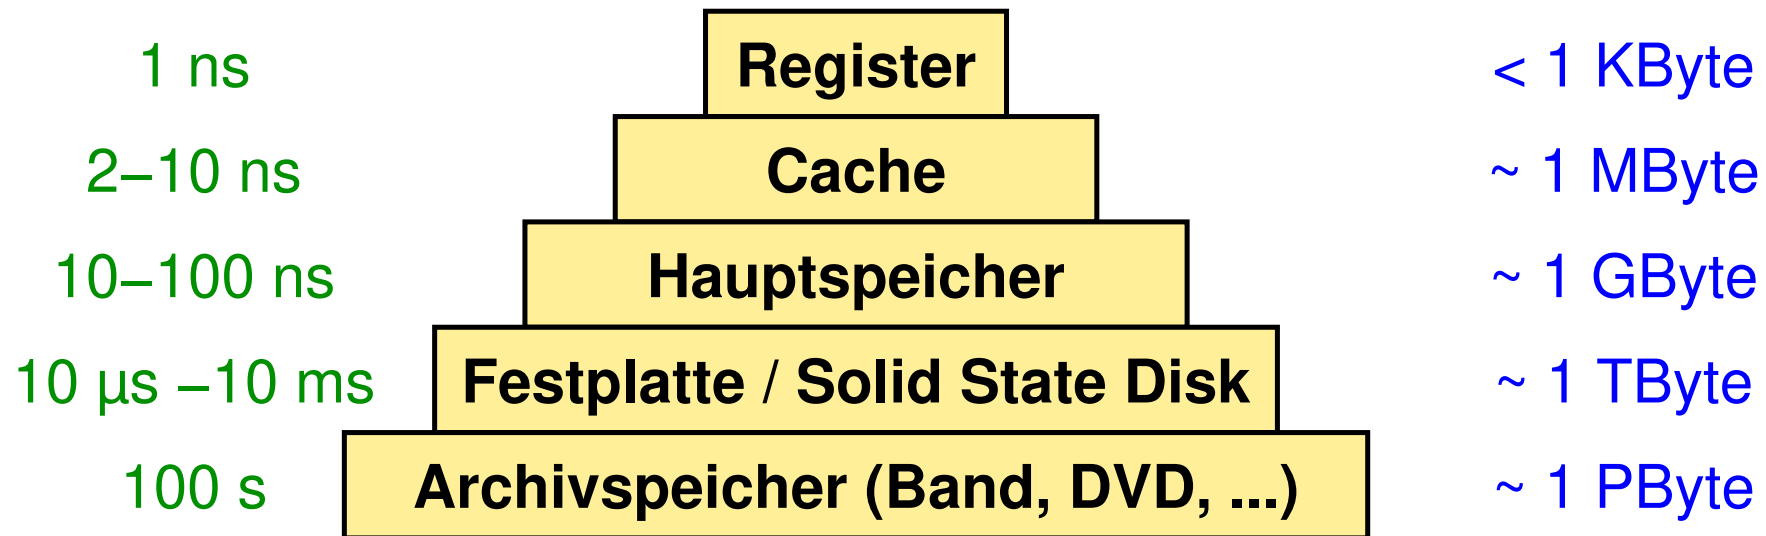 1 ns Register < 1 KByte
2–10 ns Cache ~ 1 MByte
10–100 ns Hauptspeicher ~ 1 GByte
10 µs –10 ms Festplatte / Solid State Disk ~ 1 TByte
100 s Archivspeicher (Band, DVD, ...) ~ 1 PByte